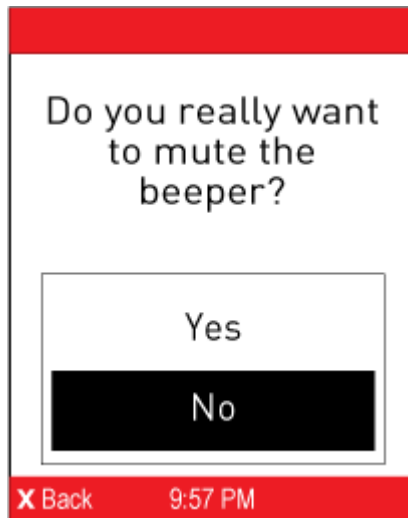 Do you really want
to mute the
beeper?
Yes
No
X Back 9:57 PM